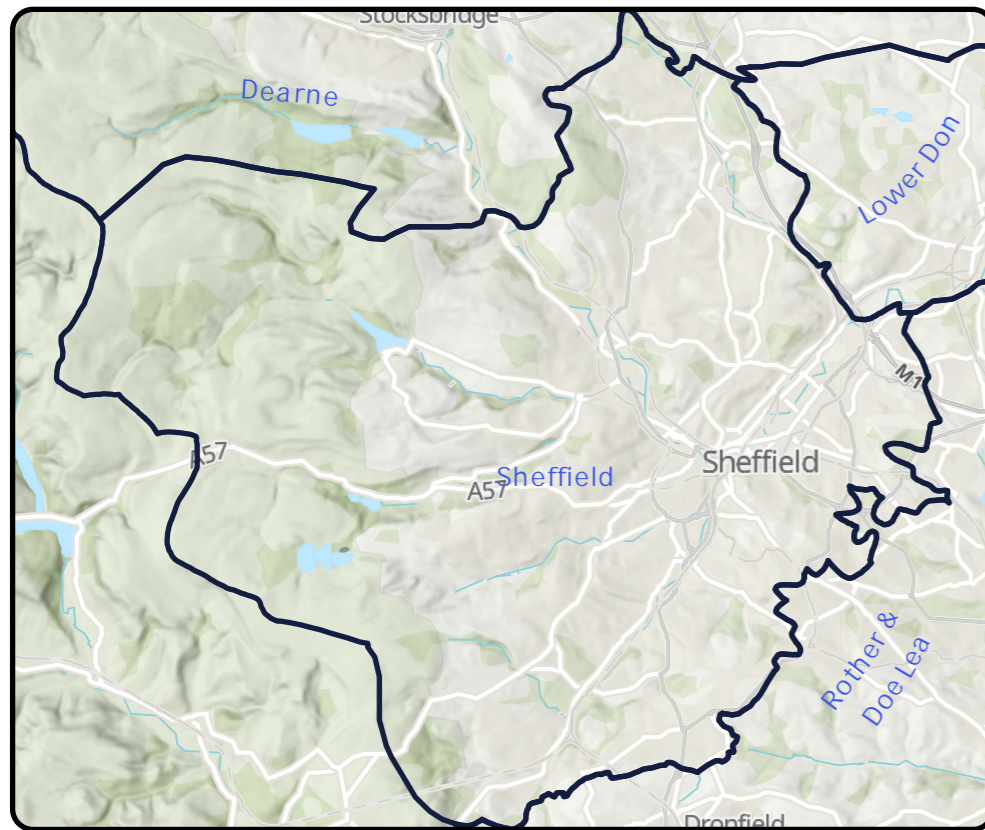 Stocksbridge
Dearne
Lower Don
M1
A57
Sheffield
Sheffield
A57
Rother &
Doe Lea
Dronfield